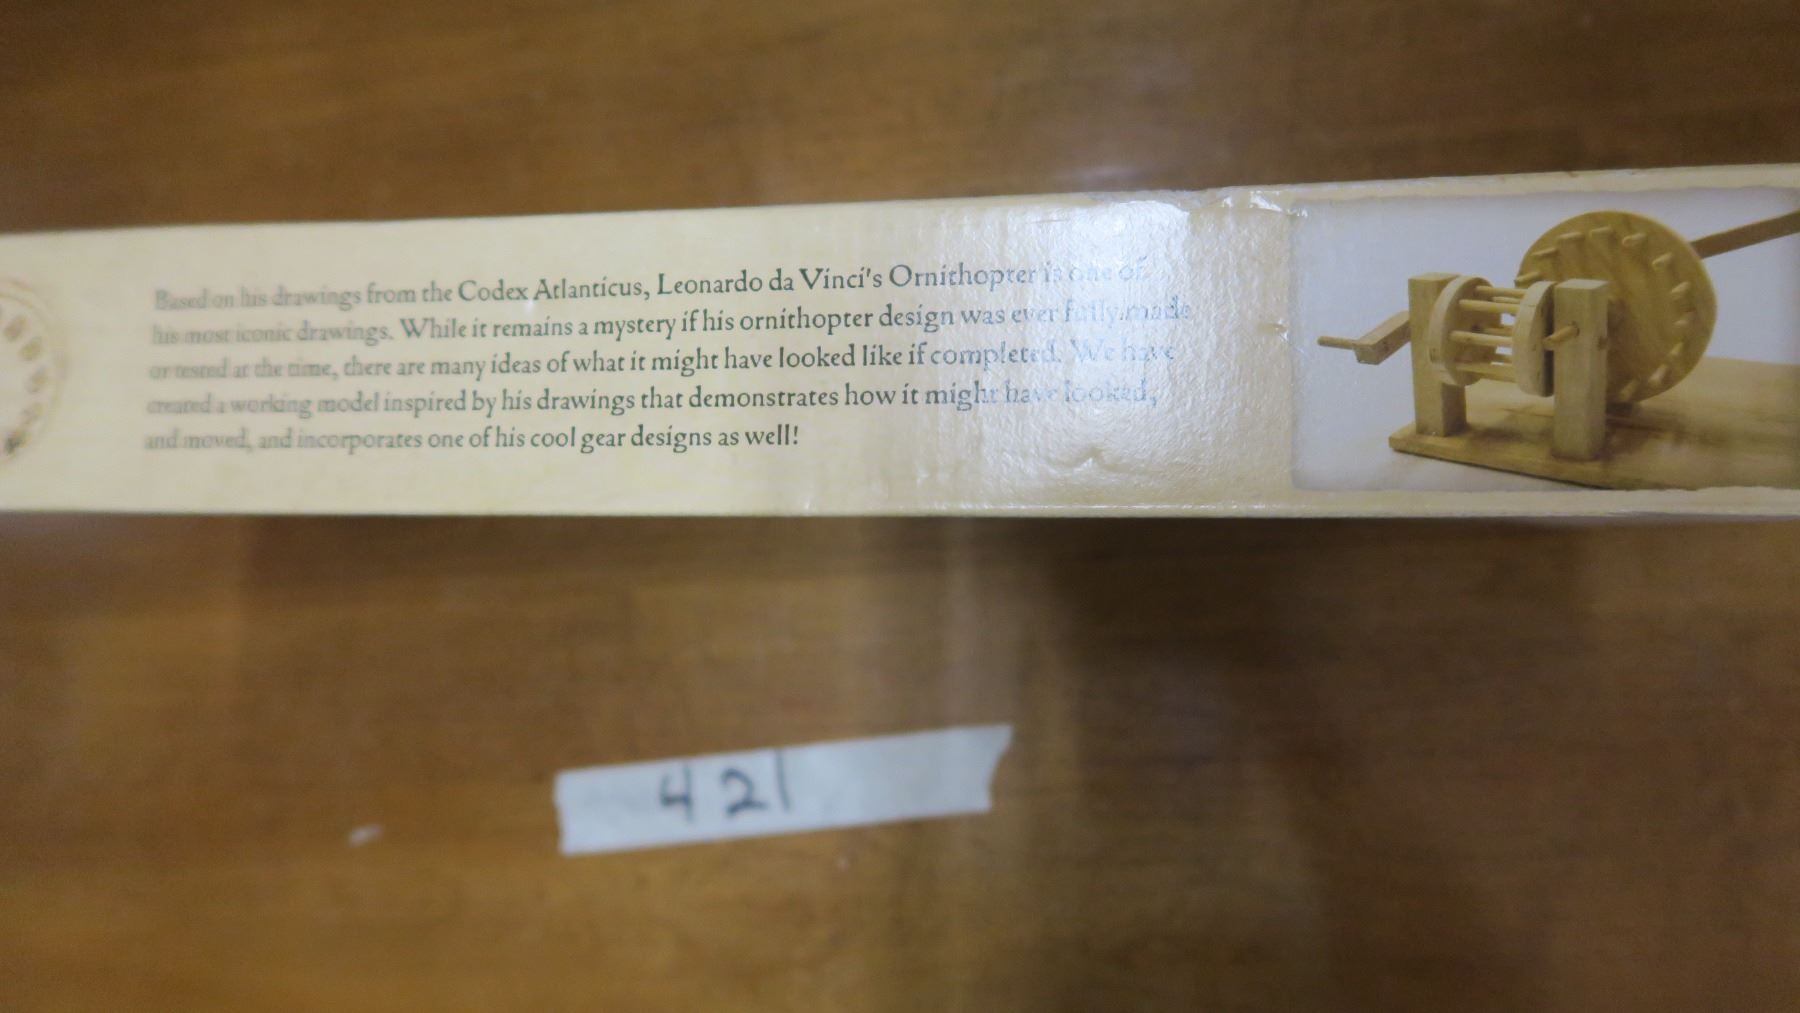 Based on his drawings from the Codex Atlanticus, Leonardo da Vinci's Ornithopter is one of
his most iconic drawings. While it remains a mystery if his ornithopter design was ever fully made
or tested at the time, there are many ideas of what it might have looked like if completed. We have
created a working model inspired by his drawings that demonstrates how it might have looked,
and moved, and incorporates one of his cool gear designs as well!
421